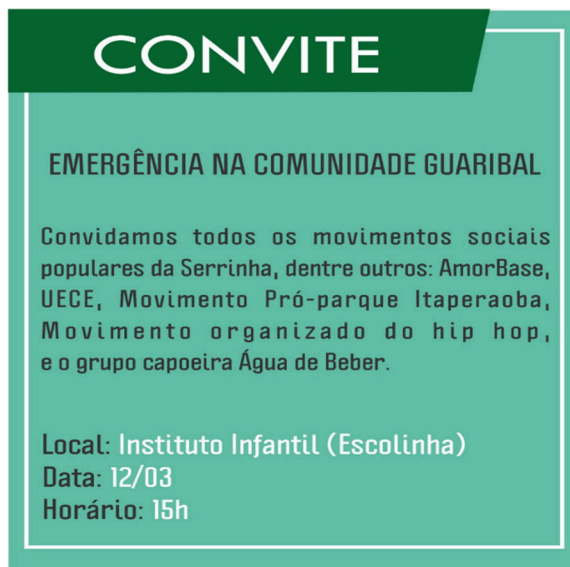 CONVITE
EMERGÊNCIA NA COMUNIDADE GUARIBAL
Convidamos todos os movimentos sociais
populares da Serrinha, dentre outros: AmorBase,
UECE, Movimento Pró-parque Itaperaoba,
Movimento organizado do hip hop,
e o grupo capoeira Água de Beber.
Local: Instituto Infantil (Escolinha)
Data: 12/03
Horário: 15h